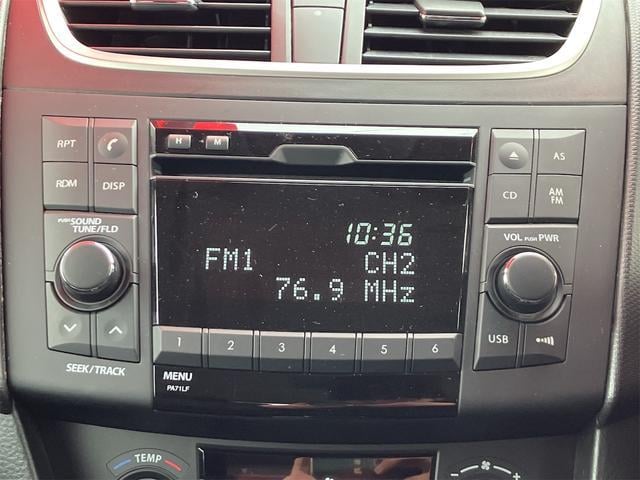 H M
RPT
RDM DISP
AS
CD AM
FM
10:36
FM1 CH2
76.9 MHz
PUSH SOUND
TUNE/FLD
VOL PUSH PWR
1 2 3 4 5 6
USB
SEEK/TRACK
MENU
PA71LF
TEMP
- +